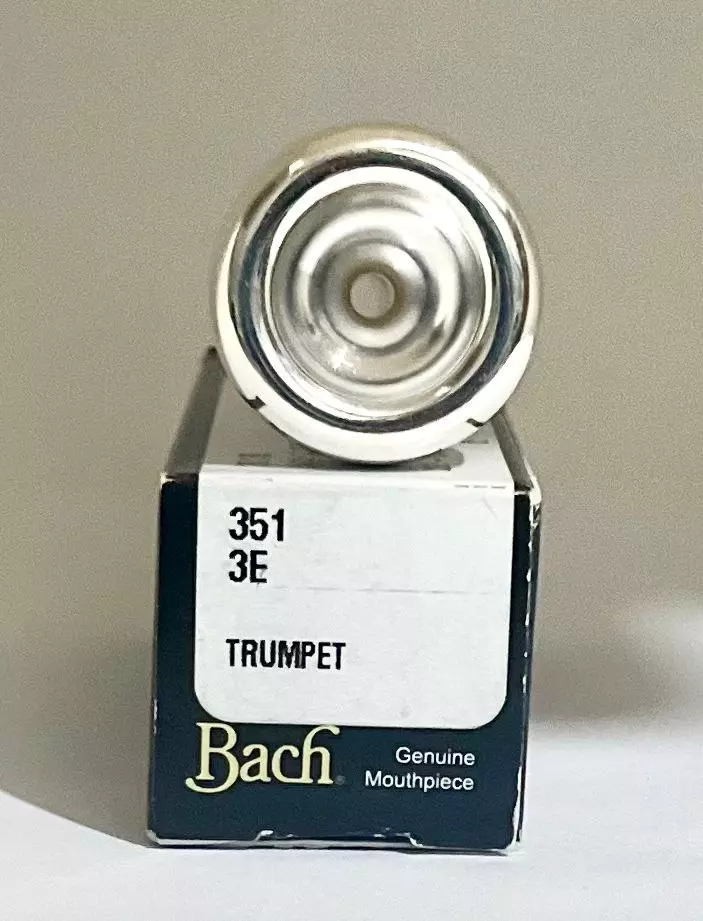 351
3E
TRUMPET
Bach
Genuine
Mouthpiece